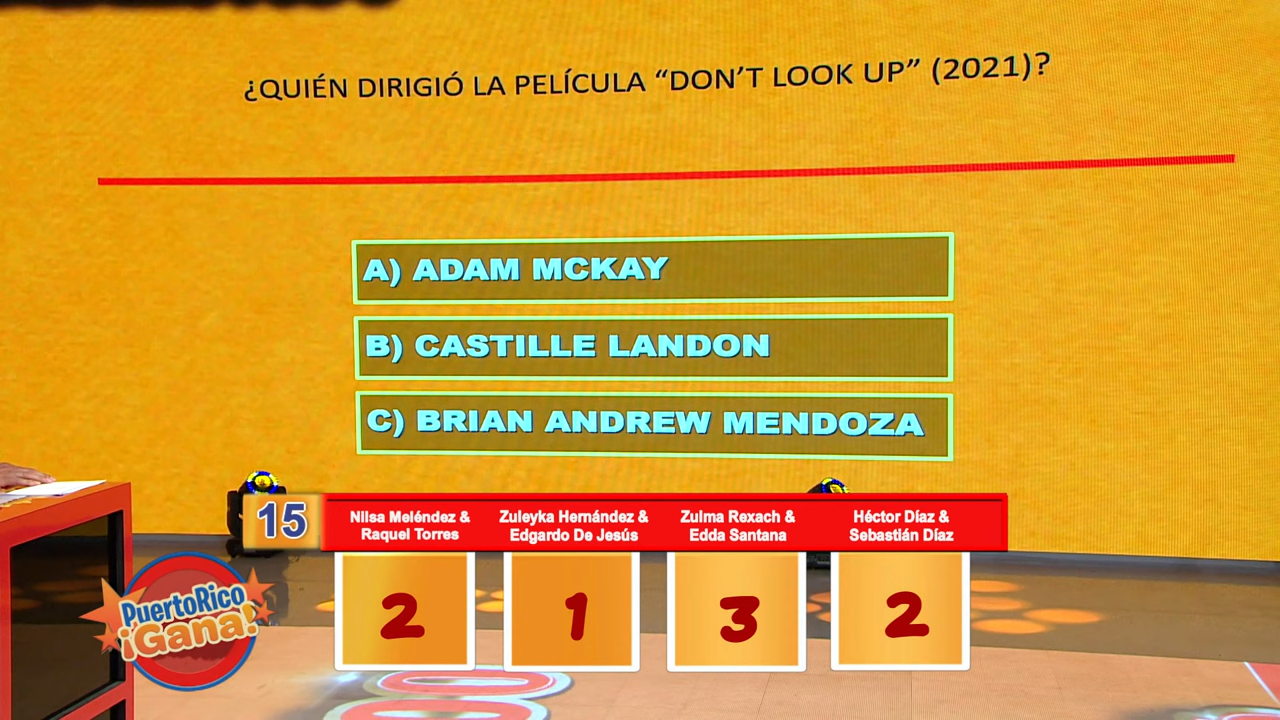 ¿QUIÉN DIRIGIÓ LA PELÍCULA “DON’T LOOK UP” (2021)?
A) ADAM MCKAY
B) CASTILLE LANDON
C) BRIAN ANDREW MENDOZA
15
Nilsa Meléndez &
Raquel Torres
Zuleyka Hernández &
Edgardo De Jesús
Zulma Rexach &
Edda Santana
Héctor Díaz &
Sebastián Díaz
2
1
3
2
PuertoRico
¡Gana!